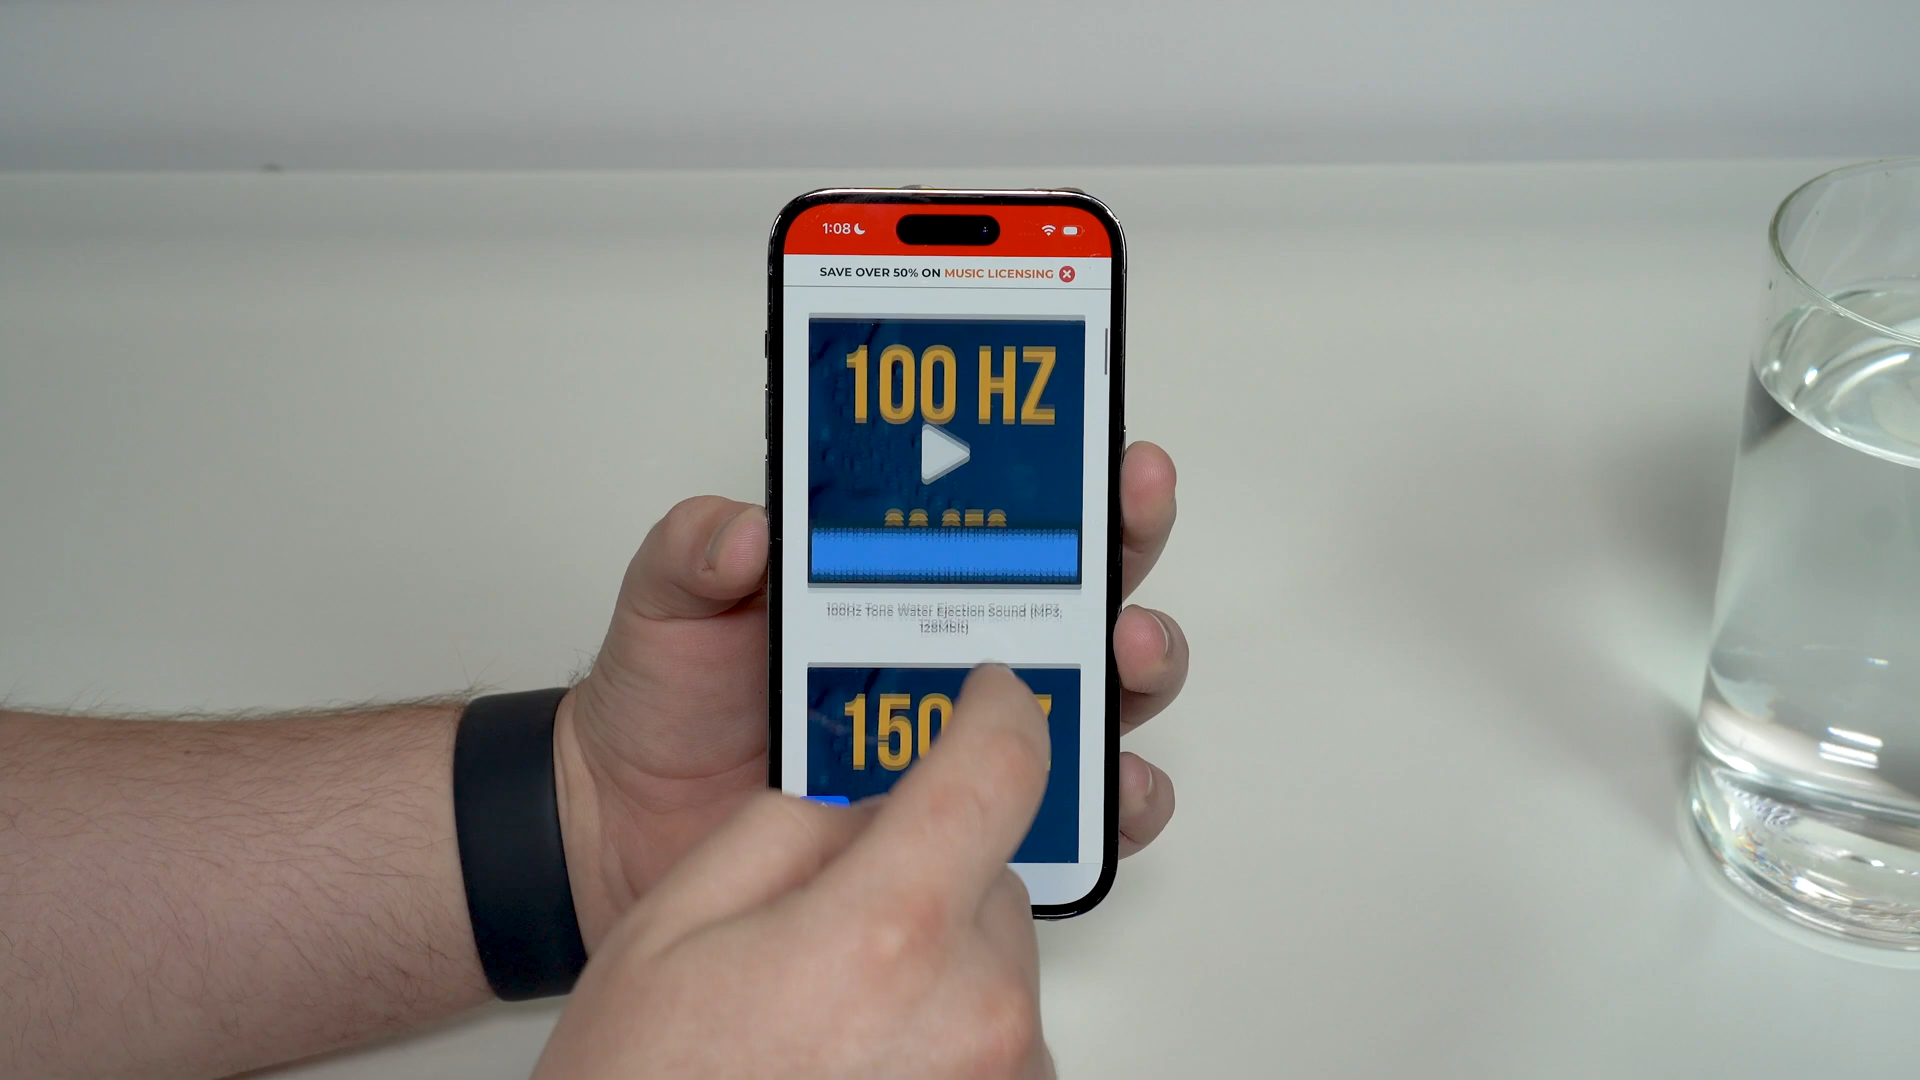 1:08
SAVE OVER 50% ON MUSIC LICENSING
100 HZ
100Hz Tone Water Ejection Sound (MP3,
128Mbit)
150